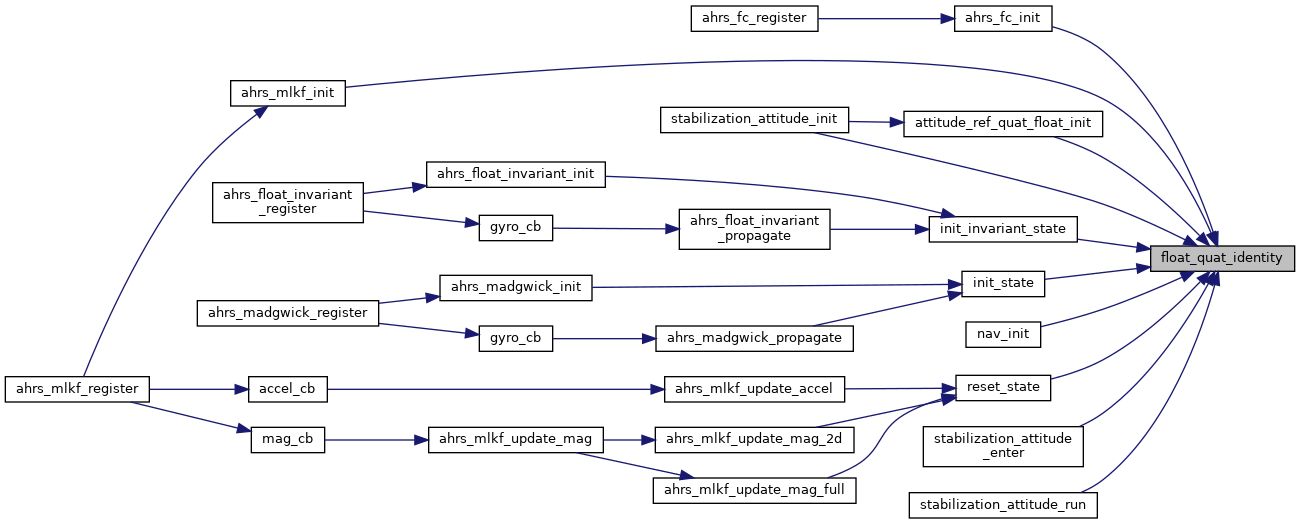 ahrs_fc_register
ahrs_fc_init
ahrs_mlkf_init
stabilization_attitude_init
attitude_ref_quat_float_init
ahrs_float_invariant_init
ahrs_float_invariant
_register
gyro_cb
ahrs_float_invariant
_propagate
init_invariant_state
float_quat_identity
ahrs_madgwick_init
init_state
ahrs_madgwick_register
gyro_cb
ahrs_madgwick_propagate
nav_init
ahrs_mlkf_register
accel_cb
ahrs_mlkf_update_accel
reset_state
mag_cb
ahrs_mlkf_update_mag
ahrs_mlkf_update_mag_2d
stabilization_attitude
_enter
ahrs_mlkf_update_mag_full
stabilization_attitude_run